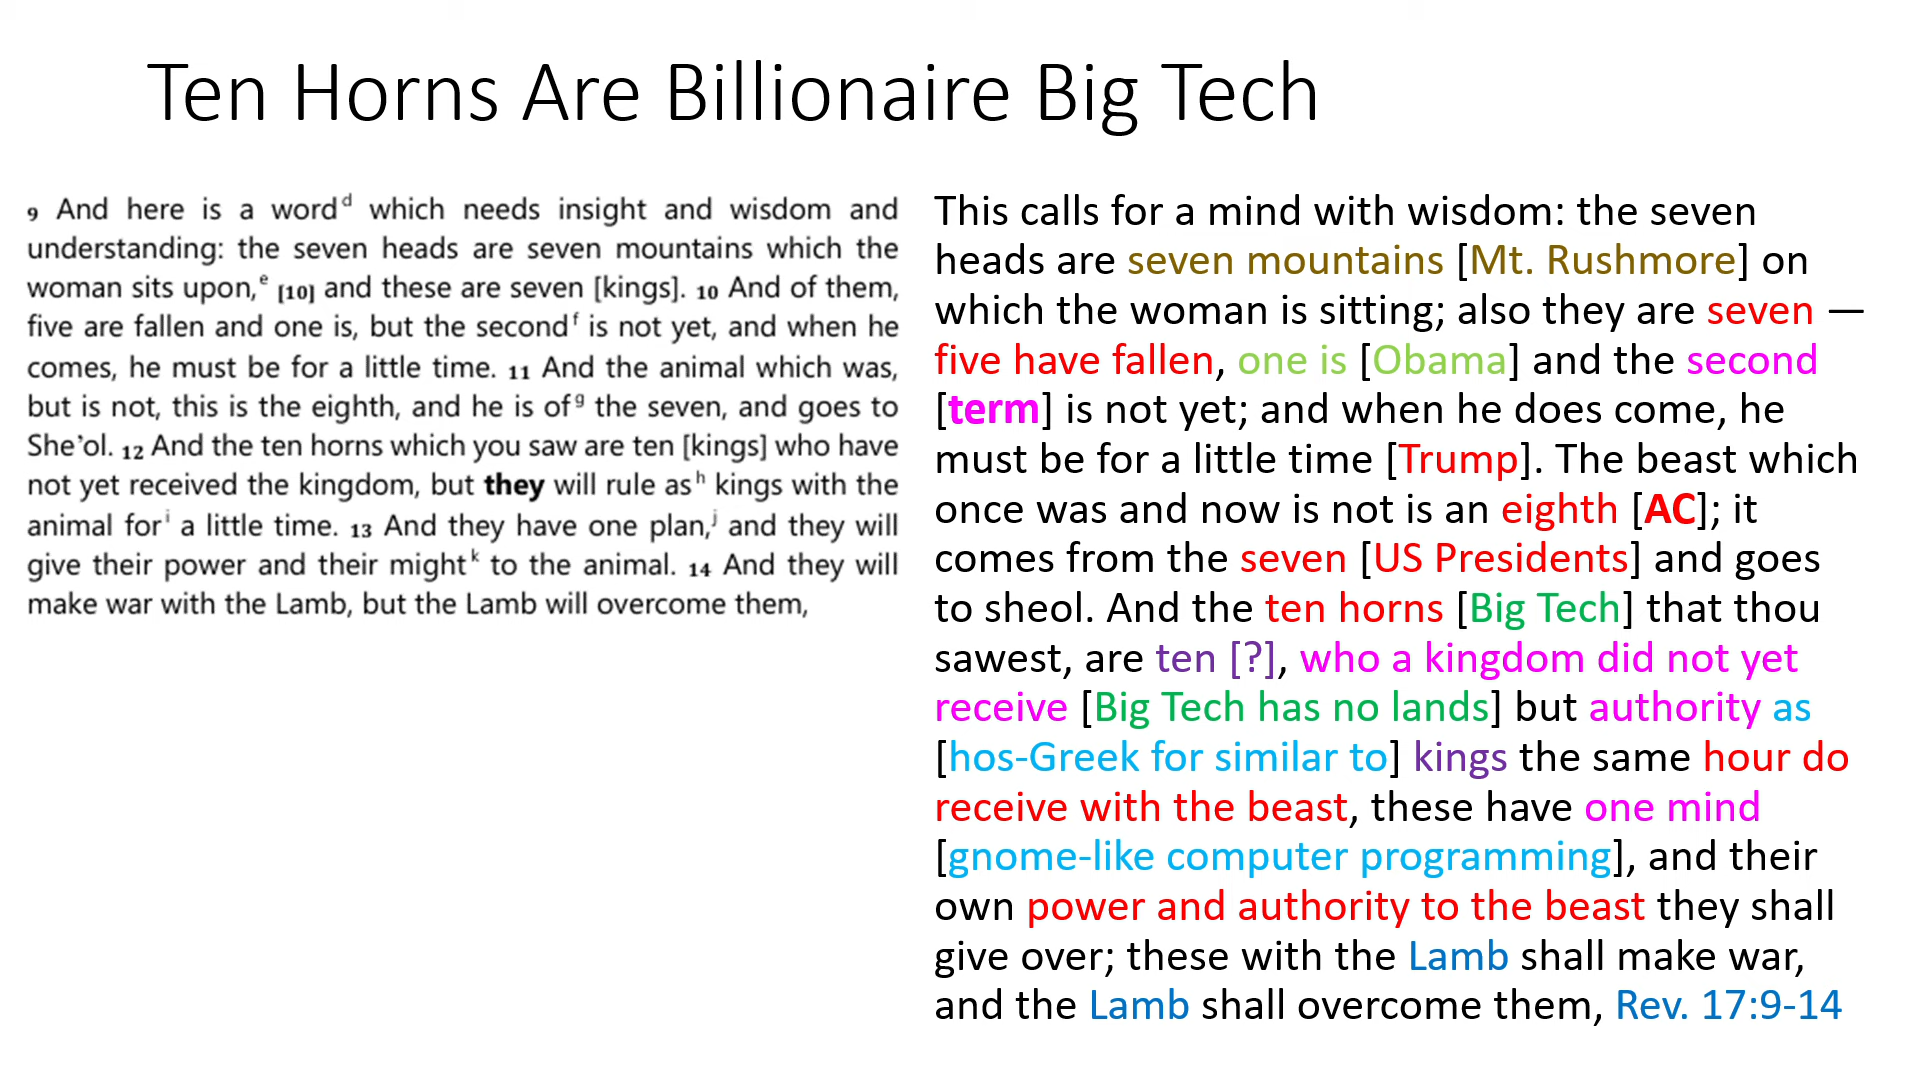 Ten Horns Are Billionaire Big Tech
9 And here is a word d which needs insight and wisdom and
understanding: the seven heads are seven mountains which the
woman sits upon, e [10] and these are seven [kings]. 10 And of them,
five are fallen and one is, but the second f is not yet, and when he
comes, he must be for a little time. 11 And the animal which was,
but is not, this is the eighth, and he is of g the seven, and goes to
She’ol. 12 And the ten horns which you saw are ten [kings] who have
not yet received the kingdom, but they will rule as h kings with the
animal for i a little time. 13 And they have one plan, j and they will
give their power and their might k to the animal. 14 And they will
make war with the Lamb, but the Lamb will overcome them,
This calls for a mind with wisdom: the seven
heads are seven mountains [Mt. Rushmore] on
which the woman is sitting; also they are seven —
five have fallen, one is [Obama] and the second
[term] is not yet; and when he does come, he
must be for a little time [Trump]. The beast which
once was and now is not is an eighth [AC]; it
comes from the seven [US Presidents] and goes
to sheol. And the ten horns [Big Tech] that thou
sawest, are ten [?], who a kingdom did not yet
receive [Big Tech has no lands] but authority as
[hos-Greek for similar to] kings the same hour do
receive with the beast, these have one mind
[gnome-like computer programming], and their
own power and authority to the beast they shall
give over; these with the Lamb shall make war,
and the Lamb shall overcome them, Rev. 17:9-14